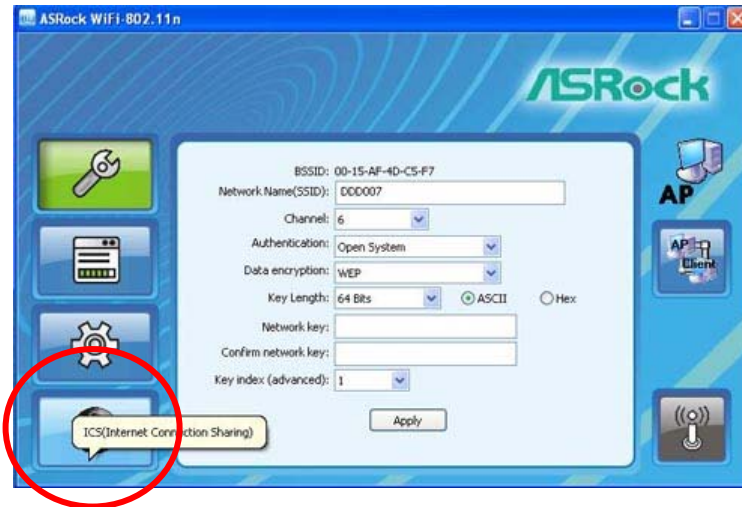 ASRock WiFi-802.11n
ASRock
BSSID: 00-15-AF-4D-C5-F7
Network Name(SSID): DDD007
Channel: 6
Authentication: Open System
Data encryption: WEP
Key Length: 64 Bits ASCII Hex
Network key:
Confirm network key:
Key index (advanced): 1
Apply
ICS(Internet Connection Sharing)
AP
AP
Client